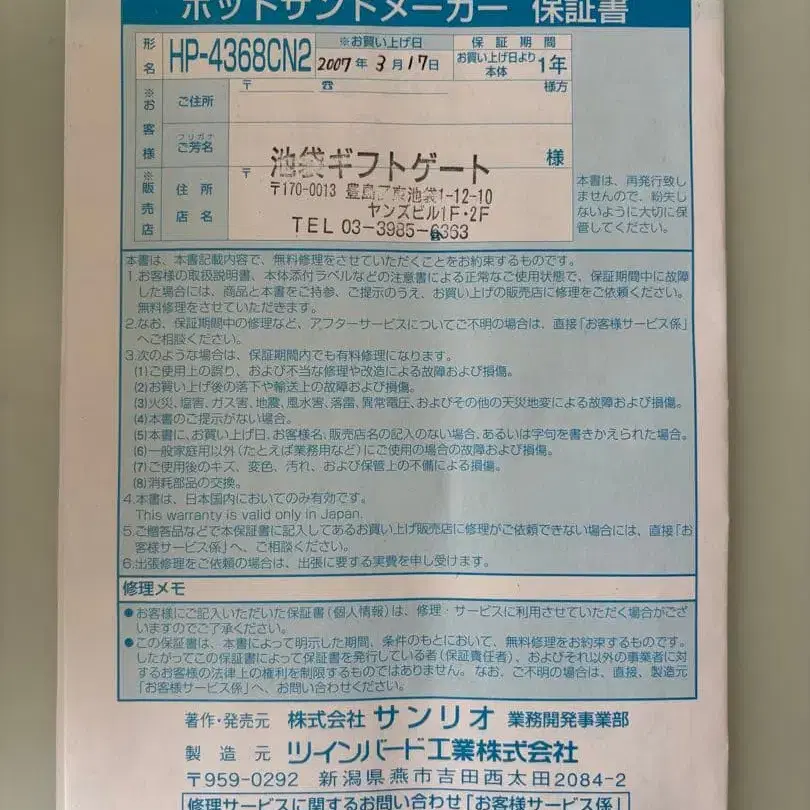 ホットサンドメーカー 保証書
形名 HP-4368CN2 ※お買い上げ日 2007年3月17日 保証期間 お買い上げ日より 本体 1年
※お客様 ご住所 〒 ☎ 様方
フリガナ
ご芳名 様
※販売店 住所 店名 〒
池袋ギフトゲート
〒170-0013 豊島区東池袋1-12-10
ヤンズビル1F・2F
TEL 03-3985-6363
本書は、再発行致し
ませんので、紛失し
ないように大切に保
管してください。
本書は、本書記載内容で、無料修理をさせていただくことをお約束するものです。
1.お客様の取扱説明書、本体添付ラベルなどの注意書による正常なご使用状態で、保証期間中に故障
した場合には、商品と本書をご持参、ご提示のうえ、お買い上げの販売店に修理をご依頼ください。
無料修理をさせていただきます。
2.なお、保証期間中の修理など、アフターサービスについてご不明の場合は、直接「お客様サービス係」
へご相談ください。
3.次のような場合は、保証期間内でも有料修理になります。
(1)ご使用上の誤り、および不当な修理や改造による故障および損傷。
(2)お買い上げ後の落下や輸送上の故障および損傷。
(3)火災、塩害、ガス害、地震、風水害、落雷、異常電圧、およびその他の天災地変による故障および損傷。
(4)本書のご提示がない場合。
(5)本書に、お買い上げ日、お客様名、販売店名の記入のない場合、あるいは字句を書きかえられた場合。
(6)一般家庭用以外(たとえば業務用など)にご使用の場合の故障および損傷。
(7)ご使用後のキズ、変色、汚れ、および保管上の不備による損傷。
(8)消耗部品の交換。
4.本書は、日本国内においてのみ有効です。
This warranty is valid only in Japan.
5.ご贈答品などで本保証書に記入してあるお買い上げ販売店に修理がご依頼できない場合には、直接「お
客様サービス係」へ、ご相談ください。
6.出張修理をご依頼の場合は、出張に要する実費を申し受けます。
修理メモ
●お客様にご記入いただいた保証書(個人情報)は、修理・サービスに利用させていただく場合がござ
いますのでご了承ください。
●この保証書は、本書によって明示した期間、条件のもとにおいて、無料修理をお約束するものです。
したがってこの保証書によって保証書を発行している者(保証責任者)、およびそれ以外の事業者に対
するお客様の法律上の権利を制限するものではありません。なお、ご不明の場合は、直接、製造元
「お客様サービス係」へ、お問い合わせください。
著作・発売元 株式会社 サンリオ 業務開発事業部
製造元 ツインバード工業株式会社
〒959-0292 新潟県燕市吉田西太田2084-2
修理サービスに関するお問い合わせ「お客様サービス係」